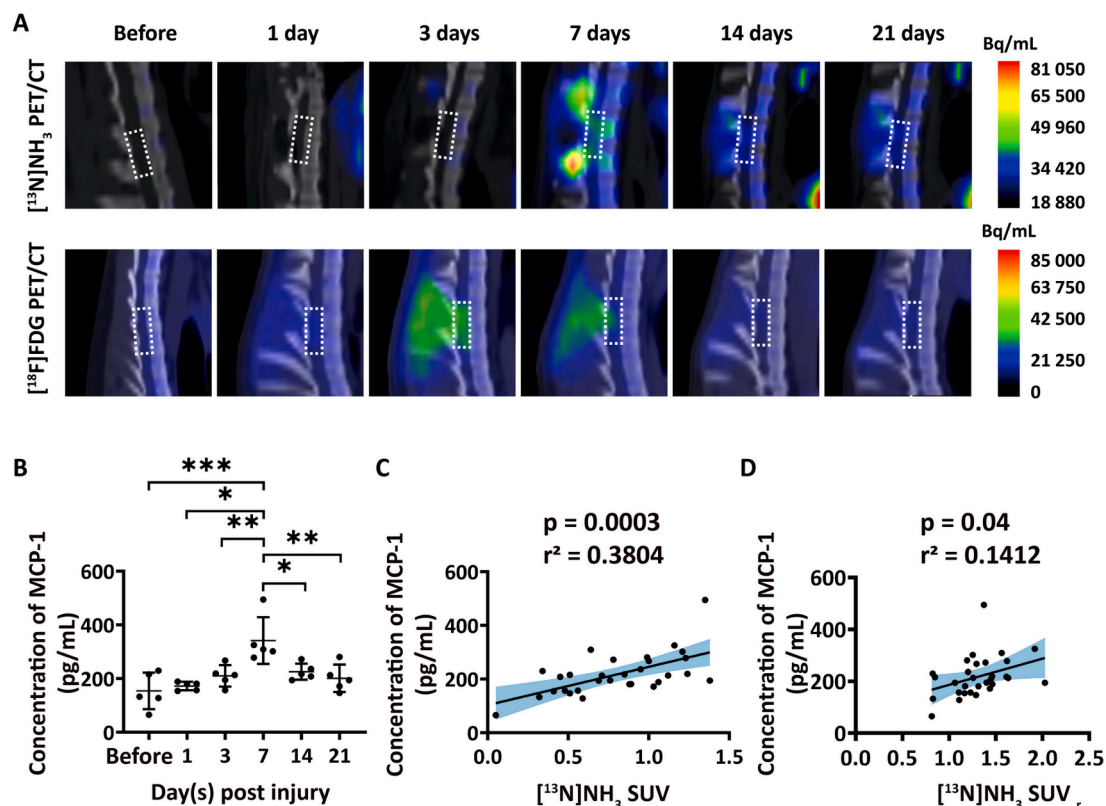 A
Before 1 day 3 days 7 days 14 days 21 days
Bq/mL
[¹³N]NH₃ PET/CT
81 050
65 500
49 960
34 420
18 880
Bq/mL
[¹⁸F]FDG PET/CT
85 000
63 750
42 500
21 250
0
B
*** 
*
**
**
*
Concentration of MCP-1
(pg/mL)
600
400
200
0
Before 1 3 7 14 21
Day(s) post injury
C
p = 0.0003
r² = 0.3804
Concentration of MCP-1
(pg/mL)
600
400
200
0
0.0 0.5 1.0 1.5
[¹³N]NH₃ SUV
D
p = 0.04
r² = 0.1412
Concentration of MCP-1
(pg/mL)
600
400
200
0
0.0 0.5 1.0 1.5 2.0 2.5
[¹³N]NH₃ SUV r